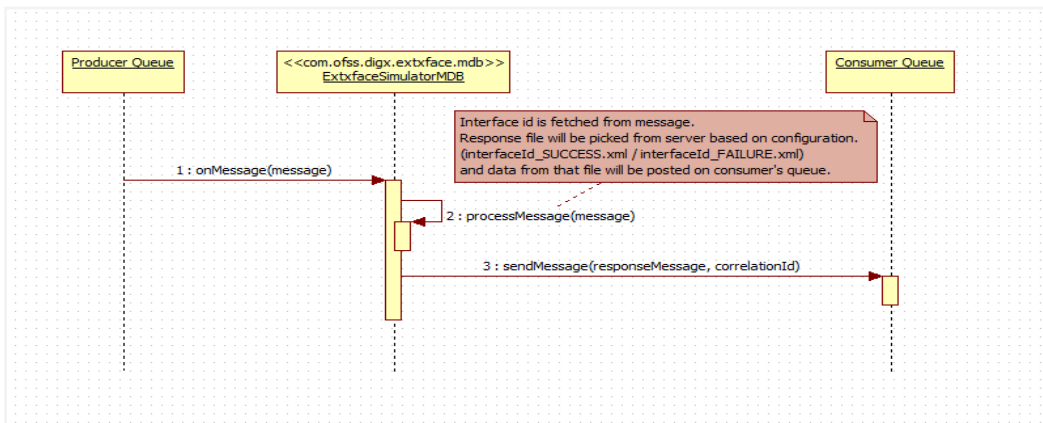 Producer Queue
<<com.ofss.digx.extxface.mdb>>
ExtxfaceSimulatorMDB
Consumer Queue
Interface id is fetched from message.
Response file will be picked from server based on configuration.
(interfaceId_SUCCESS.xml / interfaceId_FAILURE.xml)
and data from that file will be posted on consumer's queue.
1 : onMessage(message)
2 : processMessage(message)
3 : sendMessage(responseMessage, correlationId)